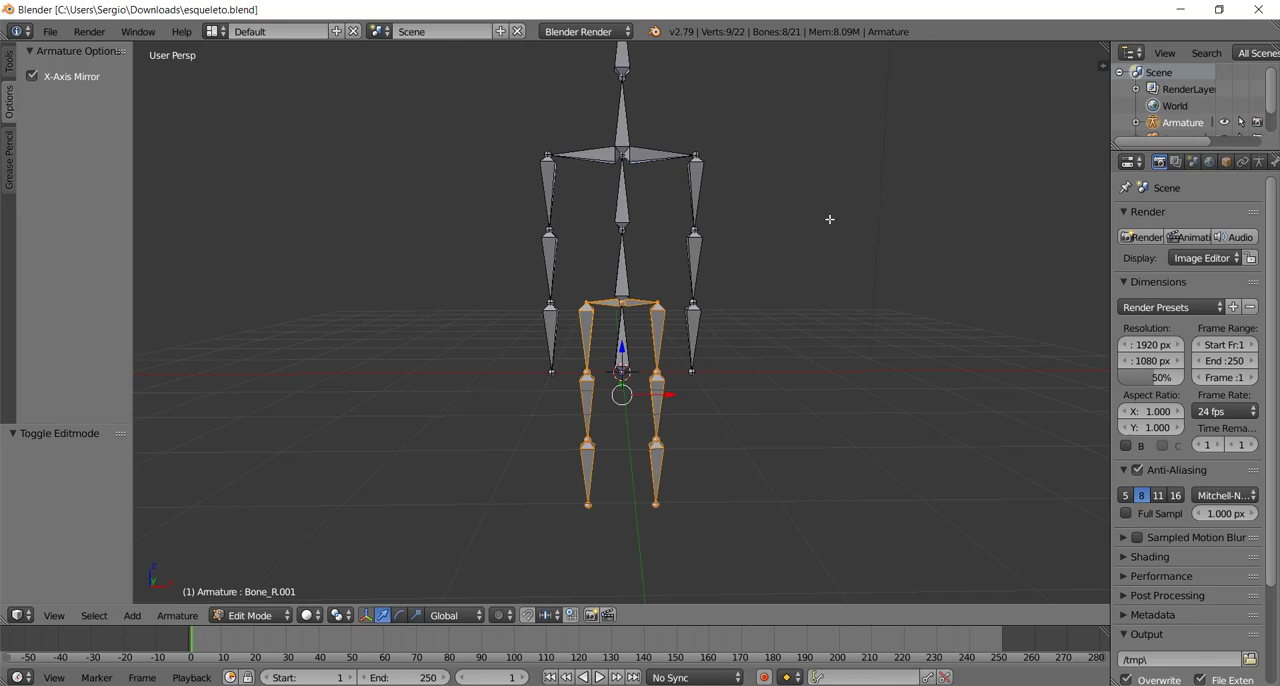 Blender [C:\Users\Sergio\Downloads\esqueleto.blend]
File Render Window Help Default Scene Blender Render v2.79 | Verts:9/22 | Bones:8/21 | Mem:8.09M | Armature
Tools
Options
Grease Pencil
Armature Option
X-Axis Mirror
Toggle Editmode
User Persp
(1) Armature : Bone_R.001
View Select Add Armature Edit Mode Global
-50 -40 -30 -20 -10 0 10 20 30 40 50 60 70 80 90 100 110 120 130 140 150 160 170 180 190 200 210 220 230 240 250 260 270 280
View Marker Frame Playback Start: 1 End: 250 1 No Sync
View Search All Scenes
Scene
RenderLaye
World
Armature
Scene
Render
Render Animati Audio
Display: Image Editor
Dimensions
Render Presets
Resolution: Frame Range:
: 1920 px Start Fr:1
: 1080 px End :250
50% Frame :1
Aspect Ratio: Frame Rate:
X: 1.000 24 fps
Y: 1.000 Time Rema...
B C 1 1
Anti-Aliasing
5 8 11 16 Mitchell-N...
Full Sampl 1.000 px
Sampled Motion Blur
Shading
Performance
Post Processing
Metadata
Output
/tmp\
Overwrite File Exten